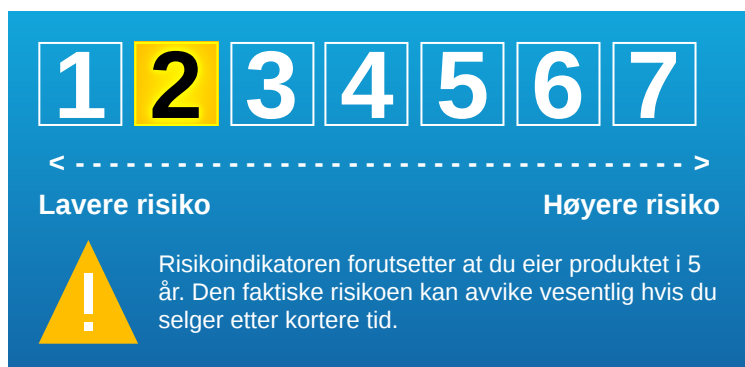 1 2 3 4 5 6 7
< - - - - - - - - - - - - - - - - - - - - - - - - - - - - - - - - - - - - >
Lavere risiko Høyere risiko
!
Risikoindikatoren forutsetter at du eier produktet i 5
år. Den faktiske risikoen kan avvike vesentlig hvis du
selger etter kortere tid.